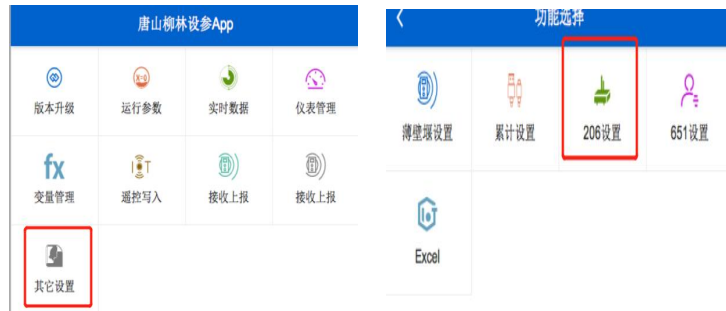 唐山柳林设参App
版本升级
运行参数
实时数据
仪表管理
fx
变量管理
遥控写入
接收上报
接收上报
其它设置
功能选择
薄壁堰设置
累计设置
206设置
651设置
IoT
Excel